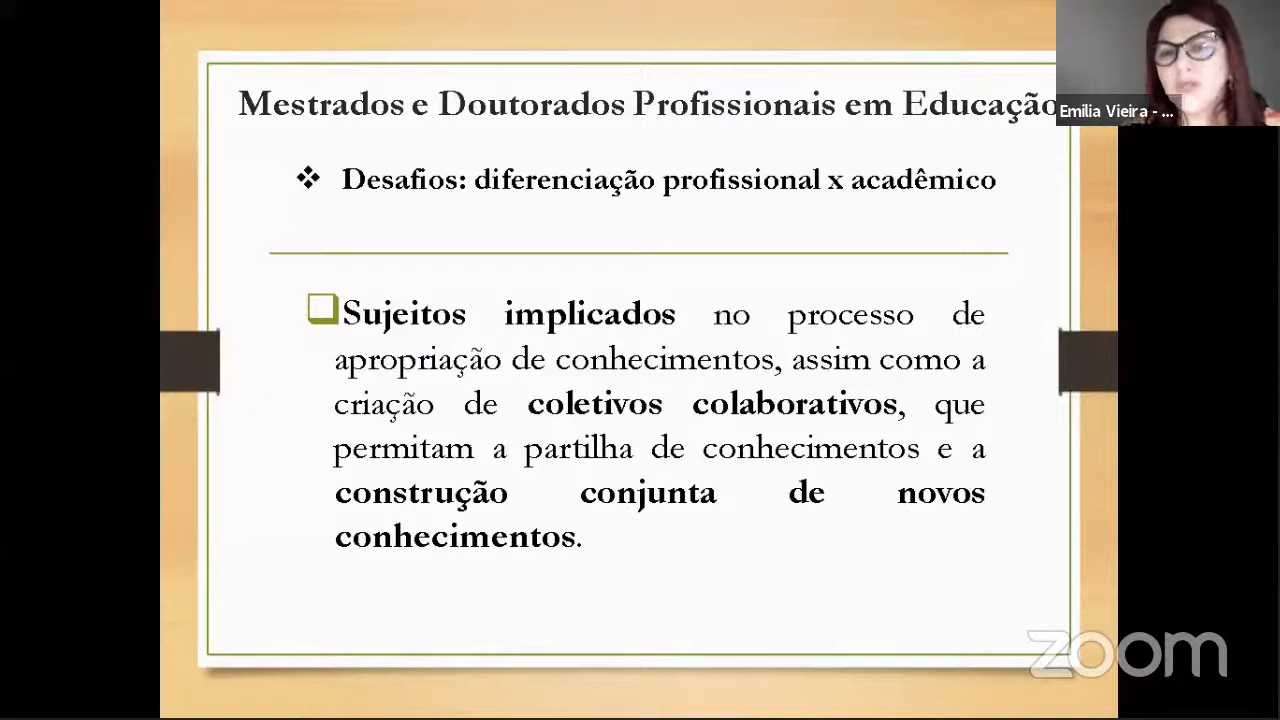 Mestrados e Doutorados Profissionais em Educação
Emilia Vieira - ...
❖ Desafios: diferenciação profissional x acadêmico
❑Sujeitos implicados no processo de
apropriação de conhecimentos, assim como a
criação de coletivos colaborativos, que
permitam a partilha de conhecimentos e a
construção conjunta de novos
conhecimentos.
zoom